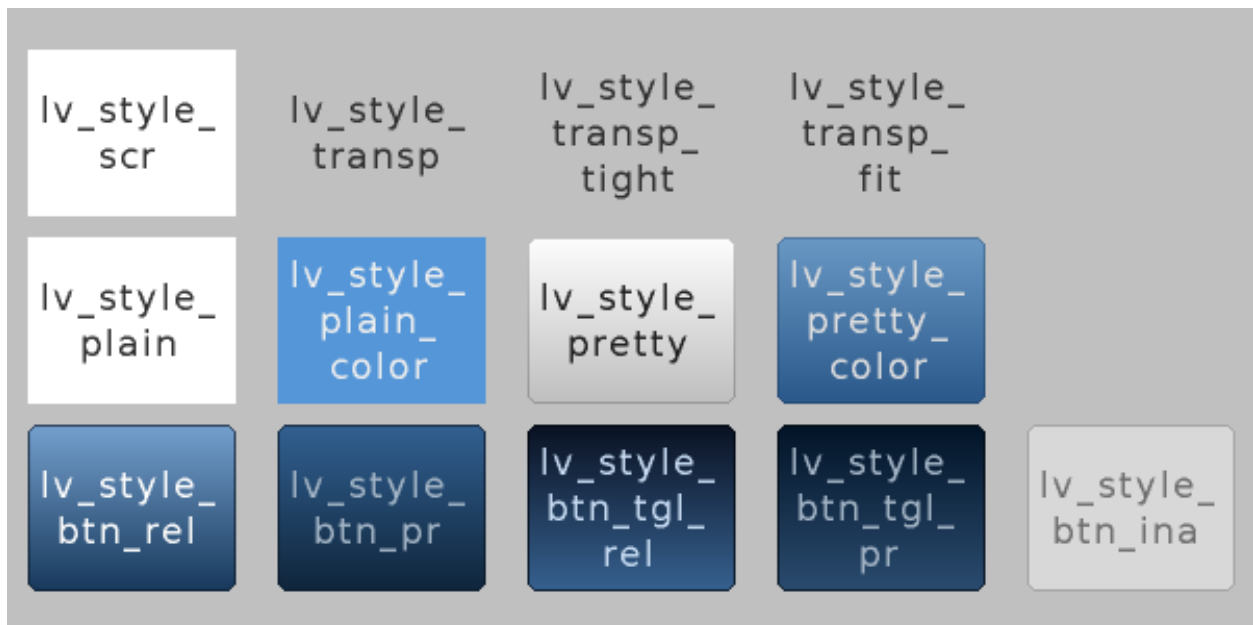 lv_style_
scr
lv_style_
transp
lv_style_
transp_
tight
lv_style_
transp_
fit
lv_style_
plain
lv_style_
plain_
color
lv_style_
pretty
lv_style_
pretty_
color
lv_style_
btn_rel
lv_style_
btn_pr
lv_style_
btn_tgl_
rel
lv_style_
btn_tgl_
pr
lv_style_
btn_ina